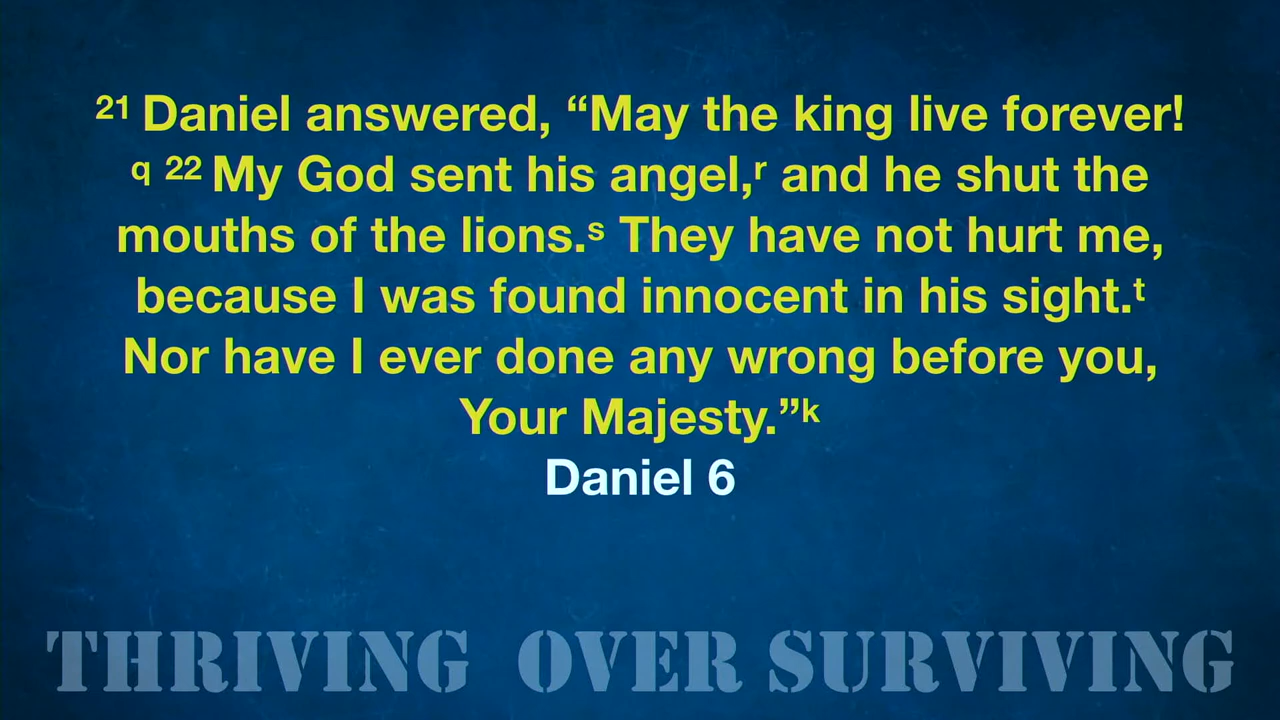 ²¹ Daniel answered, “May the king live forever!
q ²² My God sent his angel,ʳ and he shut the
mouths of the lions.ˢ They have not hurt me,
because I was found innocent in his sight.ᵗ
Nor have I ever done any wrong before you,
Your Majesty.”ᵏ
Daniel 6
THRIVING OVER SURVIVING